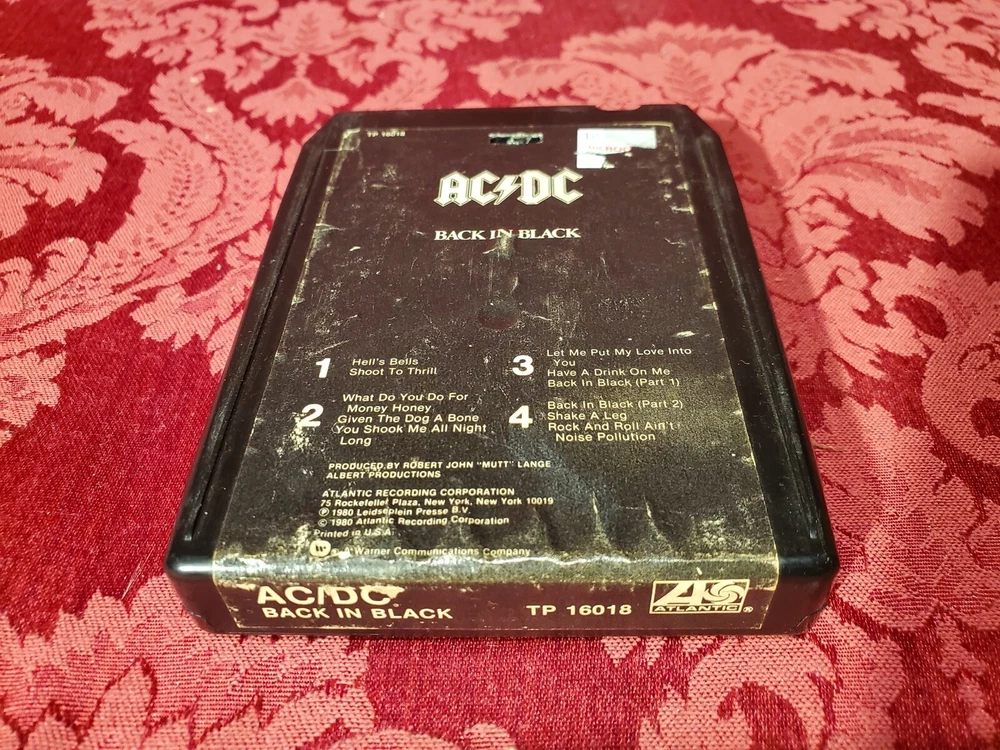 TP 16018
AC DC
BACK IN BLACK
1
Hell's Bells
Shoot To Thrill
2
What Do You Do For
Money Honey
Given The Dog A Bone
You Shook Me All Night
Long
3
Let Me Put My Love Into
You
Have A Drink On Me
Back In Black (Part 1)
4
Back In Black (Part 2)
Shake A Leg
Rock And Roll Ain't
Noise Pollution
PRODUCED BY ROBERT JOHN "MUTT" LANGE
ALBERT PRODUCTIONS
ATLANTIC RECORDING CORPORATION
75 Rockefeller Plaza, New York, New York 10019
℗ 1980 Leidseplein Presse B.V.
© 1980 Atlantic Recording Corporation
Printed in U.S.A.
A Warner Communications Company
AC/DC
BACK IN BLACK
TP 16018
ATLANTIC ®